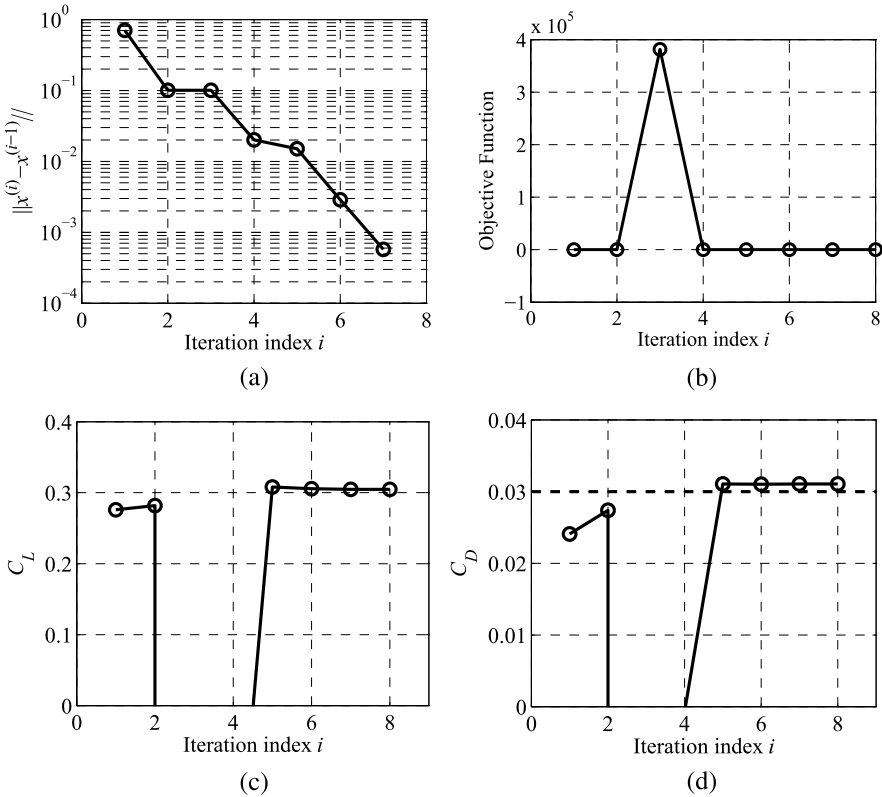 10^0
10^-1
10^-2
10^-3
10^-4
||x^(i)–x^(i–1)||
0 2 4 6 8
Iteration index i
(a)
x 10^5
4
3
2
1
0
−1
Objective Function
0 2 4 6 8
Iteration index i
(b)
0.4
0.3
0.2
0.1
0
C_L
0 2 4 6 8
Iteration index i
(c)
0.04
0.03
0.02
0.01
0
C_D
0 2 4 6 8
Iteration index i
(d)